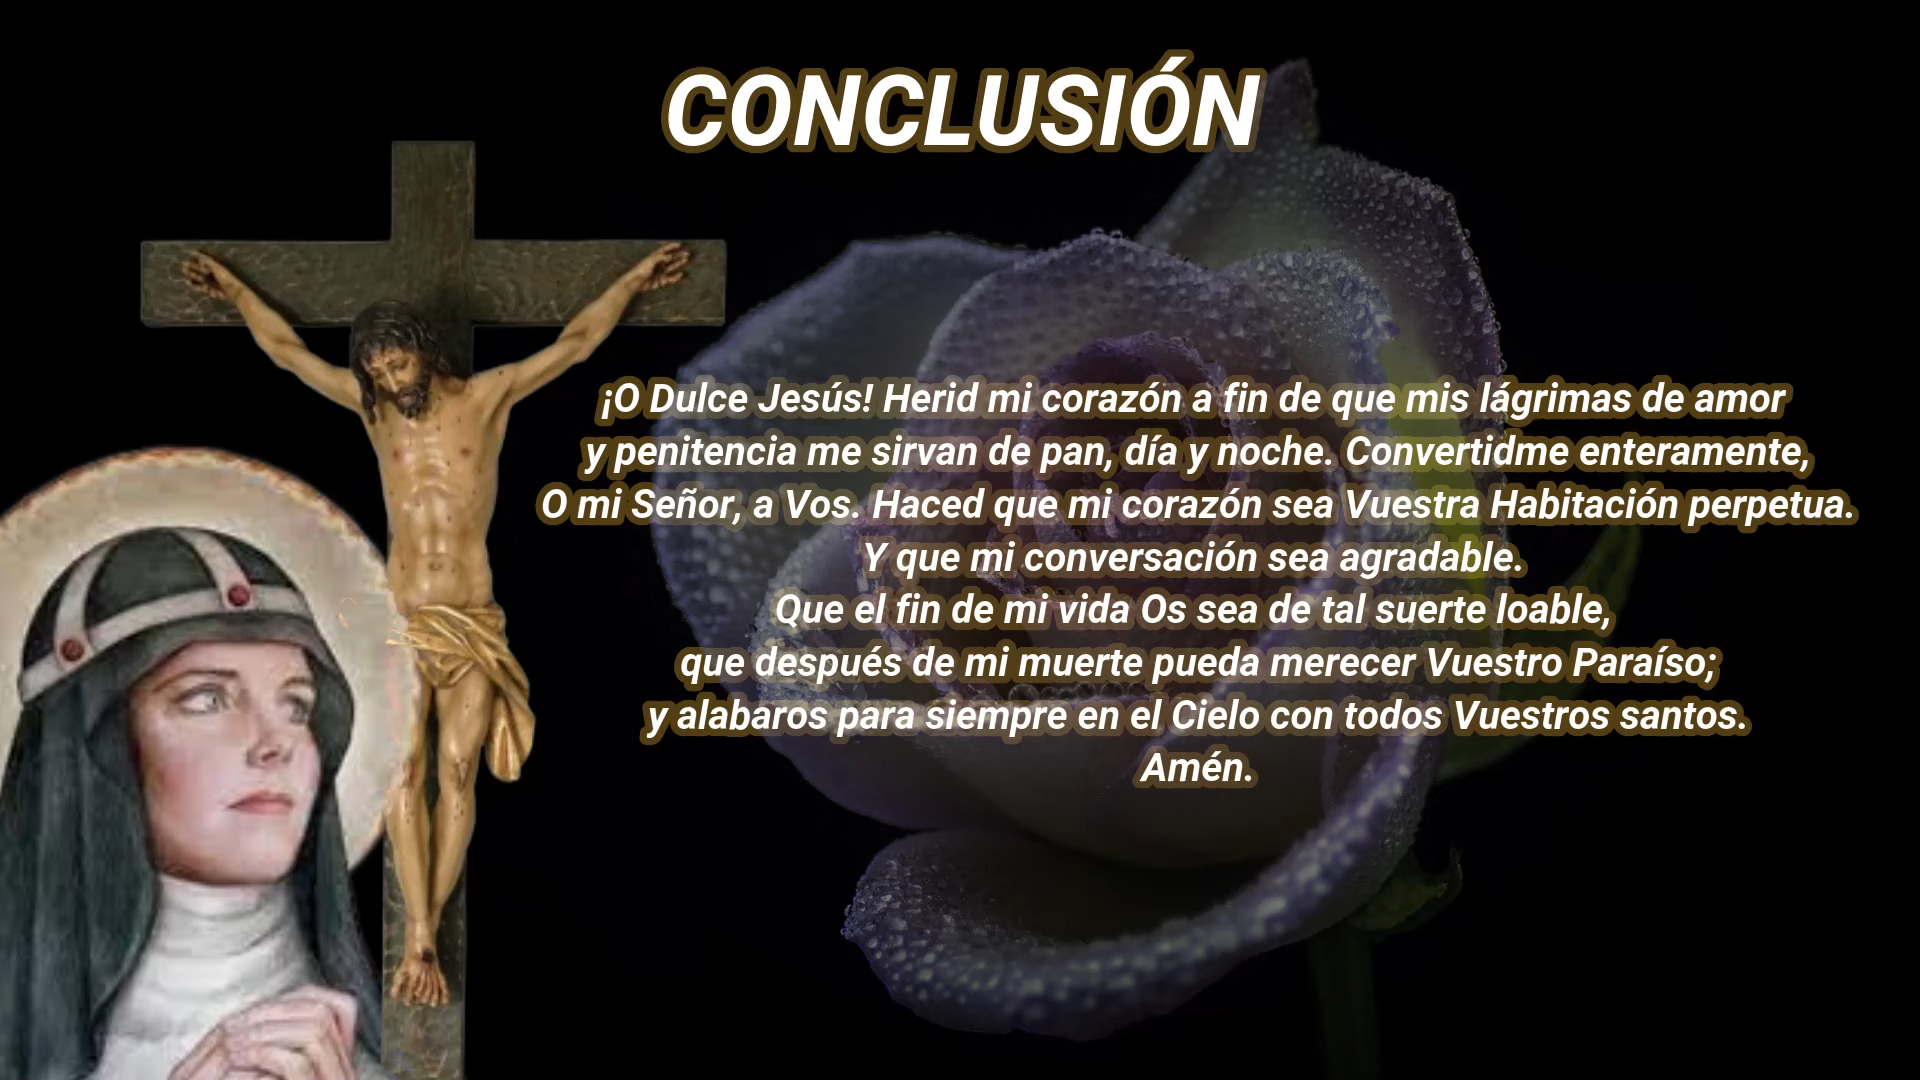 CONCLUSIÓN
¡O Dulce Jesús! Herid mi corazón a fin de que mis lágrimas de amor
y penitencia me sirvan de pan, día y noche. Convertidme enteramente,
O mi Señor, a Vos. Haced que mi corazón sea Vuestra Habitación perpetua.
Y que mi conversación sea agradable.
Que el fin de mi vida Os sea de tal suerte loable,
que después de mi muerte pueda merecer Vuestro Paraíso;
y alabaros para siempre en el Cielo con todos Vuestros santos.
Amén.